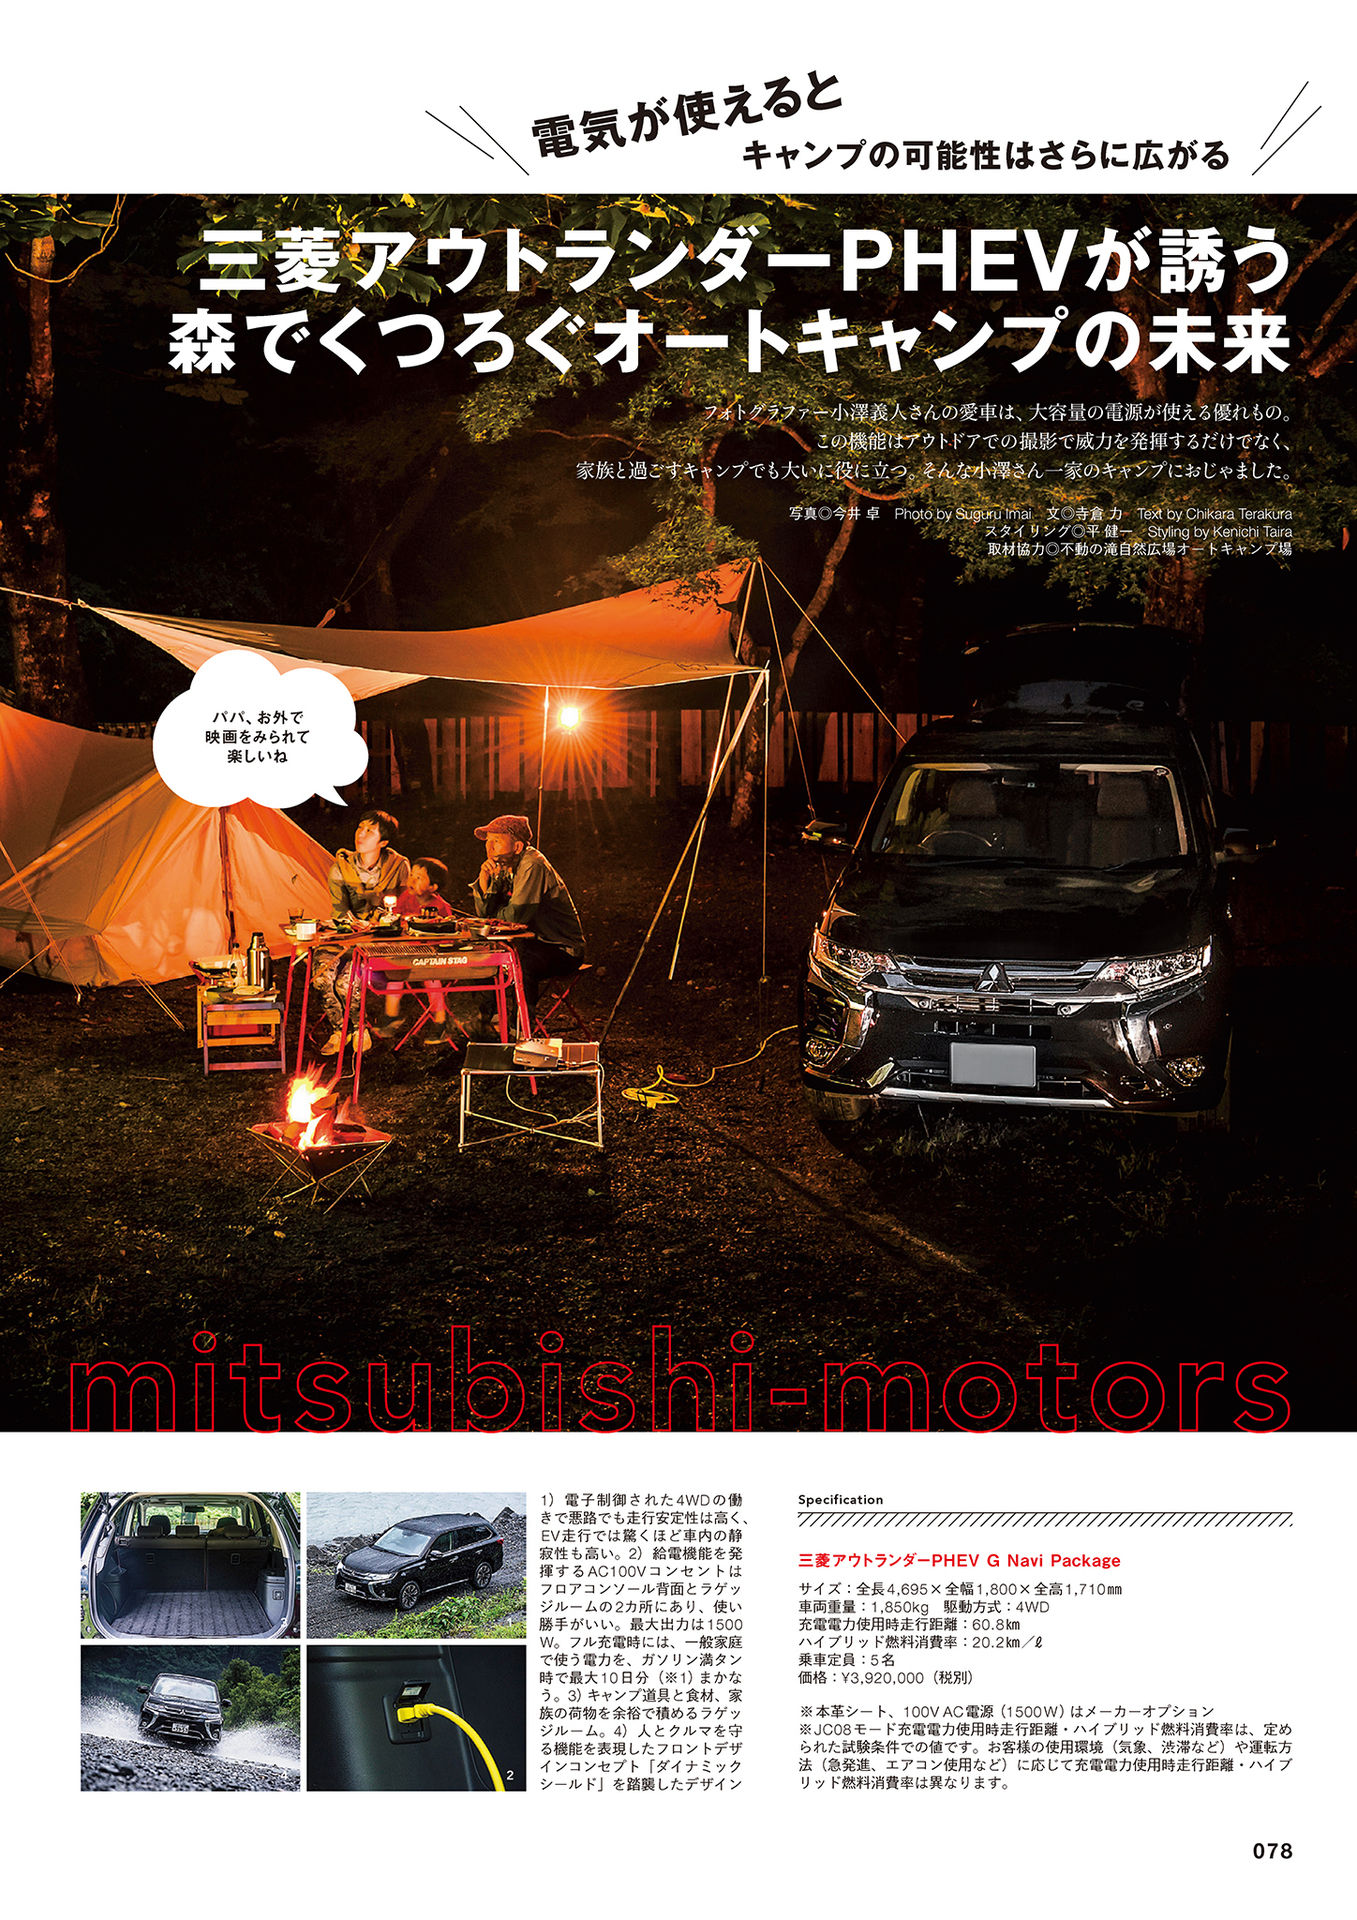 電気が使えると
キャンプの可能性はさらに広がる
三菱アウトランダーPHEVが誘う
森でくつろぐオートキャンプの未来
フォトグラファー小澤義人さんの愛車は、大容量の電源が使える優れもの。
この機能はアウトドアでの撮影で威力を発揮するだけでなく、
家族と過ごすキャンプでも大いに役に立つ。そんな小澤さん一家のキャンプにおじゃました。
写真◎今井 卓　Photo by Suguru Imai　文◎寺倉 力　Text by Chikara Terakura
スタイリング◎平 健一　Styling by Kenichi Taira
取材協力◎不動の滝自然広場オートキャンプ場
パパ、お外で
映画をみられて
楽しいね
CAPTAIN STAG
mitsubishi-motors
3
1
4
2
1）電子制御された4WDの働
きで悪路でも走行安定性は高く、
EV走行では驚くほど車内の静
寂性も高い。2）給電機能を発
揮するAC100Vコンセントは
フロアコンソール背面とラゲッ
ジルームの2カ所にあり、使い
勝手がいい。最大出力は1500
W。フル充電時には、一般家庭
で使う電力を、ガソリン満タン
時で最大10日分（※1）まかな
う。3）キャンプ道具と食材、家
族の荷物を余裕で積めるラゲッ
ジルーム。4）人とクルマを守
る機能を表現したフロントデザ
インコンセプト「ダイナミック
シールド」を踏襲したデザイン
Specification
三菱アウトランダーPHEV G Navi Package
サイズ：全長4,695×全幅1,800×全高1,710㎜
車両重量：1,850kg　駆動方式：4WD
充電電力使用時走行距離：60.8㎞
ハイブリッド燃料消費率：20.2㎞／ℓ
乗車定員：5名
価格：¥3,920,000（税別）
※本革シート、100V AC電源（1500W）はメーカーオプション
※JC08モード充電電力使用時走行距離・ハイブリッド燃料消費率は、定め
られた試験条件での値です。お客様の使用環境（気象、渋滞など）や運転方
法（急発進、エアコン使用など）に応じて充電電力使用時走行距離・ハイブ
リッド燃料消費率は異なります。
078